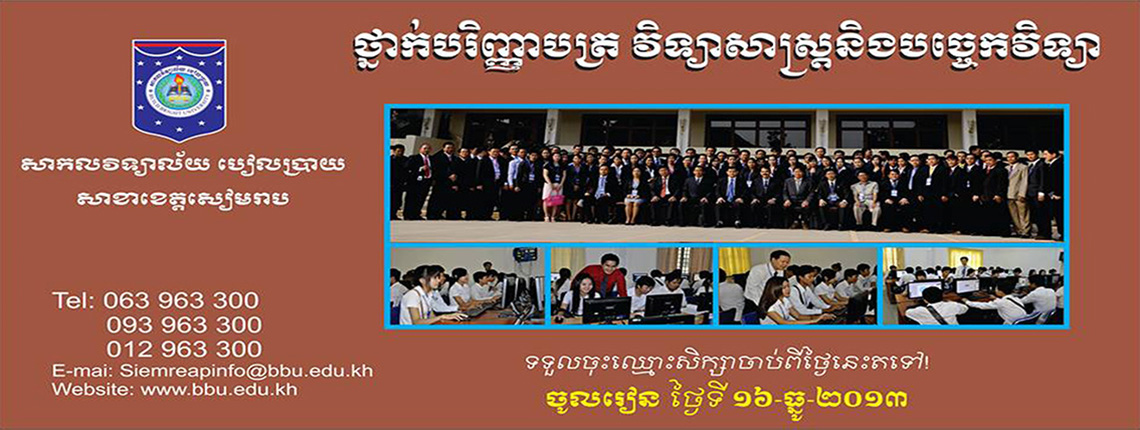 ថ្នាក់បរិញ្ញាបត្រ វិទ្យាសាស្ត្រនិងបច្ចេកវិទ្យា
សាកលវិទ្យាល័យ បៀលប្រាយ
សាខាខេត្តសៀមរាប
Tel: 063 963 300
093 963 300
012 963 300
E-mai: Siemreapinfo@bbu.edu.kh
Website: www.bbu.edu.kh
ទទួលចុះឈ្មោះសិក្សាចាប់ពីថ្ងៃនេះតទៅ!
ចូលរៀន ថ្ងៃទី ១៦-ធ្នូ-២០១៣